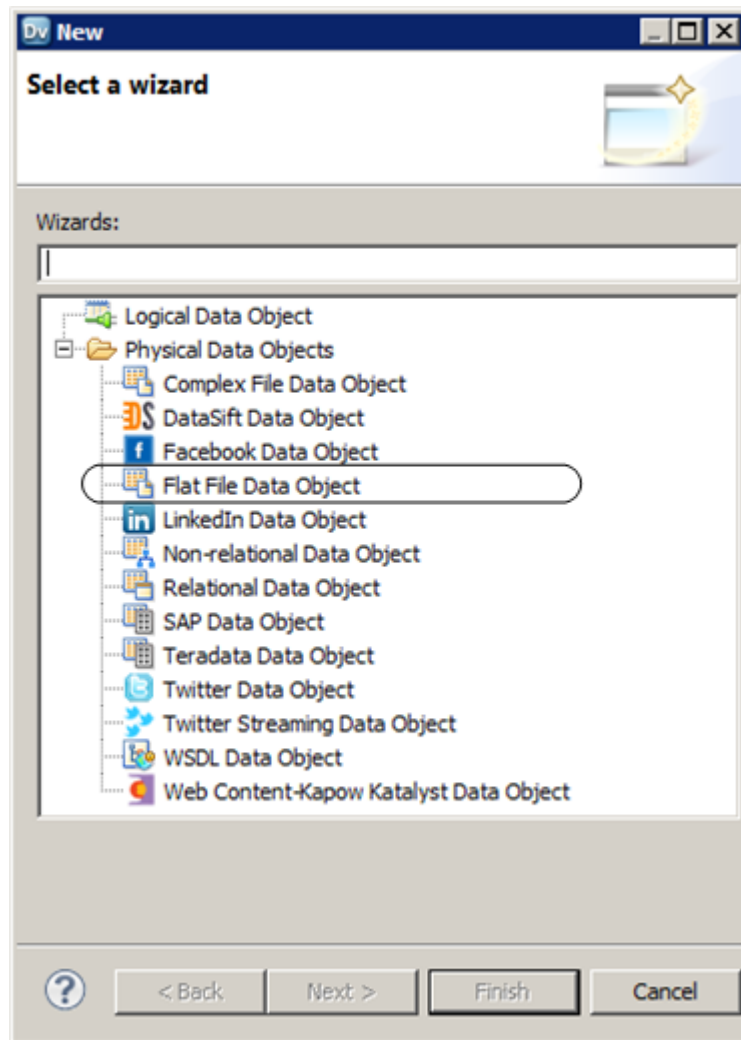 Dv New
Select a wizard
Wizards:
Logical Data Object
Physical Data Objects
Complex File Data Object
DS DataSift Data Object
f Facebook Data Object
Flat File Data Object
in LinkedIn Data Object
Non-relational Data Object
Relational Data Object
SAP Data Object
Teradata Data Object
Twitter Data Object
Twitter Streaming Data Object
WSDL Data Object
Web Content-Kapow Katalyst Data Object
? < Back Next > Finish Cancel